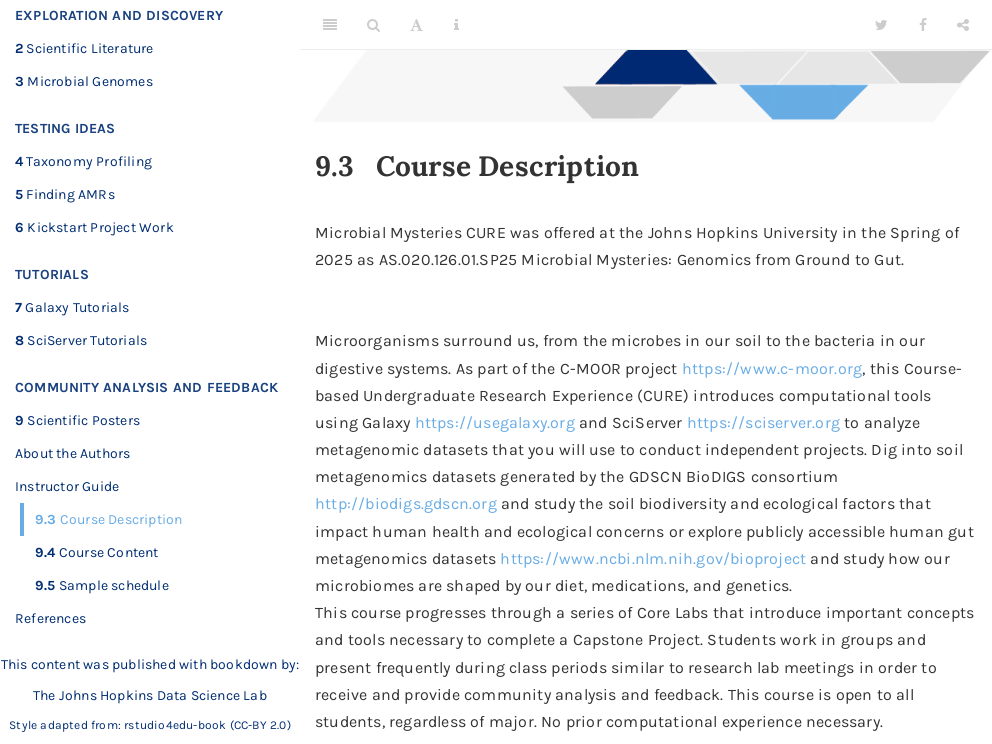 EXPLORATION AND DISCOVERY
2 Scientific Literature
3 Microbial Genomes
TESTING IDEAS
4 Taxonomy Profiling
5 Finding AMRs
6 Kickstart Project Work
TUTORIALS
7 Galaxy Tutorials
8 SciServer Tutorials
COMMUNITY ANALYSIS AND FEEDBACK
9 Scientific Posters
About the Authors
Instructor Guide
9.3 Course Description
9.4 Course Content
9.5 Sample schedule
References
This content was published with bookdown by:
The Johns Hopkins Data Science Lab
Style adapted from: rstudio4edu-book (CC-BY 2.0)
9.3 Course Description
Microbial Mysteries CURE was offered at the Johns Hopkins University in the Spring of
2025 as AS.020.126.01.SP25 Microbial Mysteries: Genomics from Ground to Gut.
Microorganisms surround us, from the microbes in our soil to the bacteria in our
digestive systems. As part of the C-MOOR project https://www.c-moor.org, this Course-
based Undergraduate Research Experience (CURE) introduces computational tools
using Galaxy https://usegalaxy.org and SciServer https://sciserver.org to analyze
metagenomic datasets that you will use to conduct independent projects. Dig into soil
metagenomics datasets generated by the GDSCN BioDIGS consortium
http://biodigs.gdscn.org and study the soil biodiversity and ecological factors that
impact human health and ecological concerns or explore publicly accessible human gut
metagenomics datasets https://www.ncbi.nlm.nih.gov/bioproject and study how our
microbiomes are shaped by our diet, medications, and genetics.
This course progresses through a series of Core Labs that introduce important concepts
and tools necessary to complete a Capstone Project. Students work in groups and
present frequently during class periods similar to research lab meetings in order to
receive and provide community analysis and feedback. This course is open to all
students, regardless of major. No prior computational experience necessary.